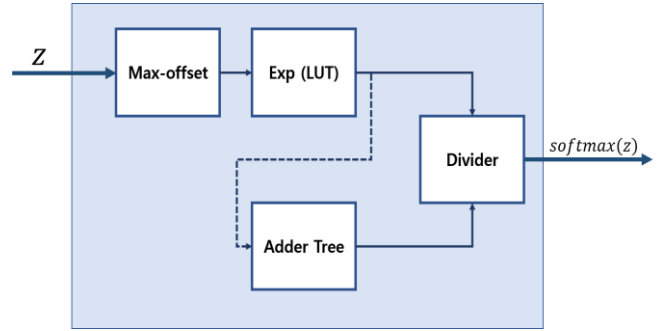 Z
Max-offset
Exp (LUT)
Divider
softmax(z)
Adder Tree